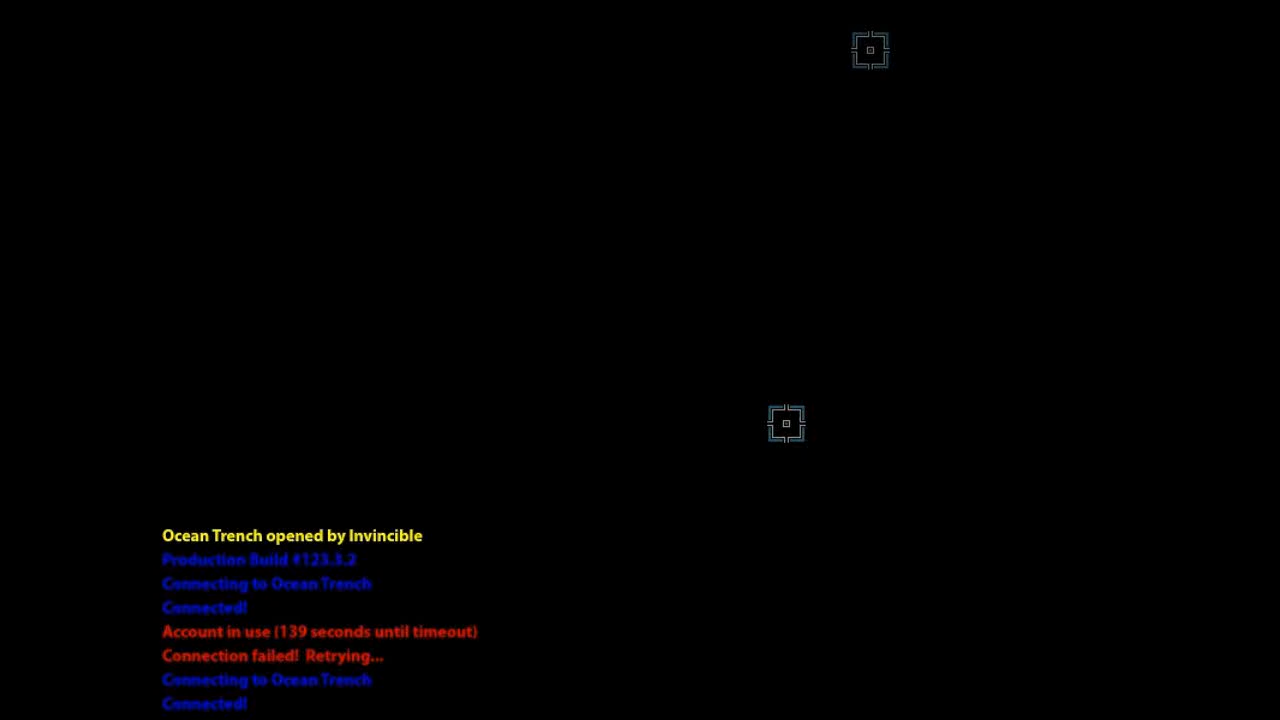 Ocean Trench opened by Invincible
Production Build #123.3.2
Connecting to Ocean Trench
Connected!
Account in use (139 seconds until timeout)
Connection failed! Retrying...
Connecting to Ocean Trench
Connected!